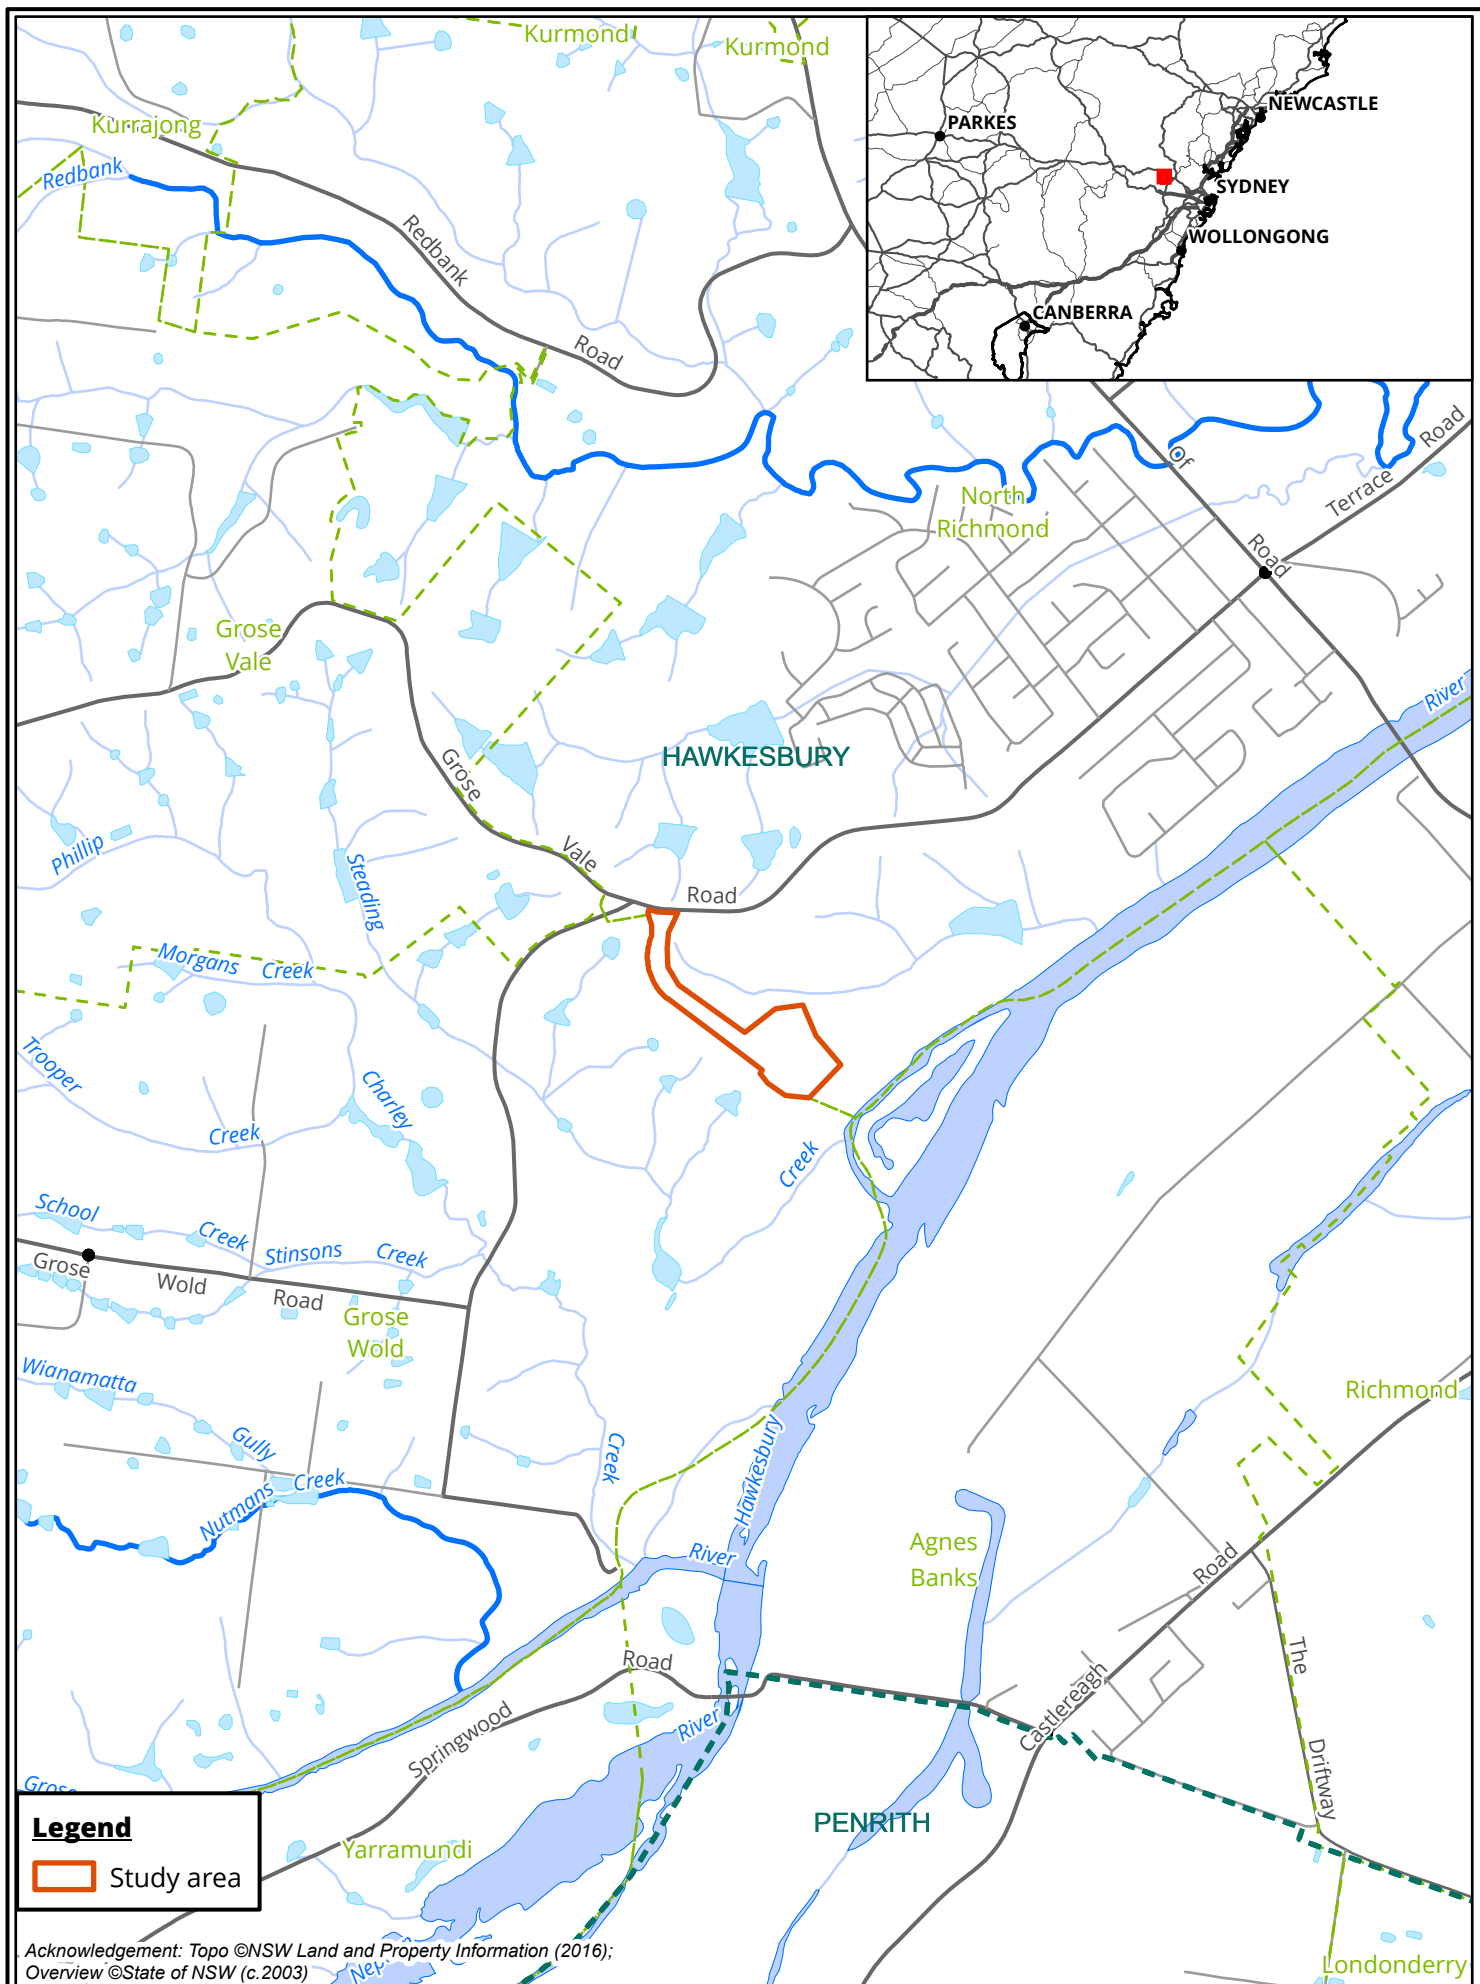 Kurmond
Kurmond
Kurrajong
Redbank
Redbank
Road
PARKES
NEWCASTLE
SYDNEY
WOLLONGONG
CANBERRA
Of
Road
Terrace
Road
North
Richmond
Grose
Vale
HAWKESBURY
River
Grose
Vale
Road
Phillip
Steading
Morgans
Creek
Trooper
Creek
Charley
Creek
School
Creek
Stinsons
Creek
Grose
Wold
Road
Grose
Wold
Wianamatta
Gully
Nutmans
Creek
Creek
Hawkesbury
River
Richmond
Agnes
Banks
Road
Castlereagh
The
Driftway
Road
Springwood
River
Grose
PENRITH
Yarramundi
Londonderry
Legend
Study area
Acknowledgement: Topo ©NSW Land and Property Information (2016);
Overview ©State of NSW (c.2003)